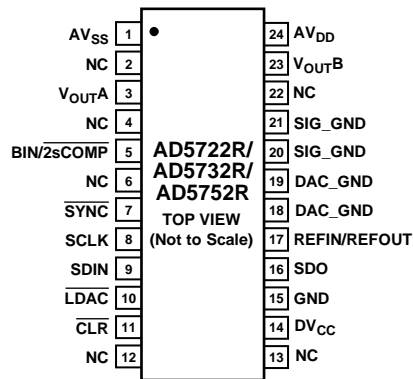 AVSS 1
NC 2
VOUTA 3
NC 4
BIN/2sCOMP 5
NC 6
SYNC 7
SCLK 8
SDIN 9
LDAC 10
CLR 11
NC 12
AD5722R/
AD5732R/
AD5752R
TOP VIEW
(Not to Scale)
24 AVDD
23 VOUTB
22 NC
21 SIG_GND
20 SIG_GND
19 DAC_GND
18 DAC_GND
17 REFIN/REFOUT
16 SDO
15 GND
14 DVCC
13 NC